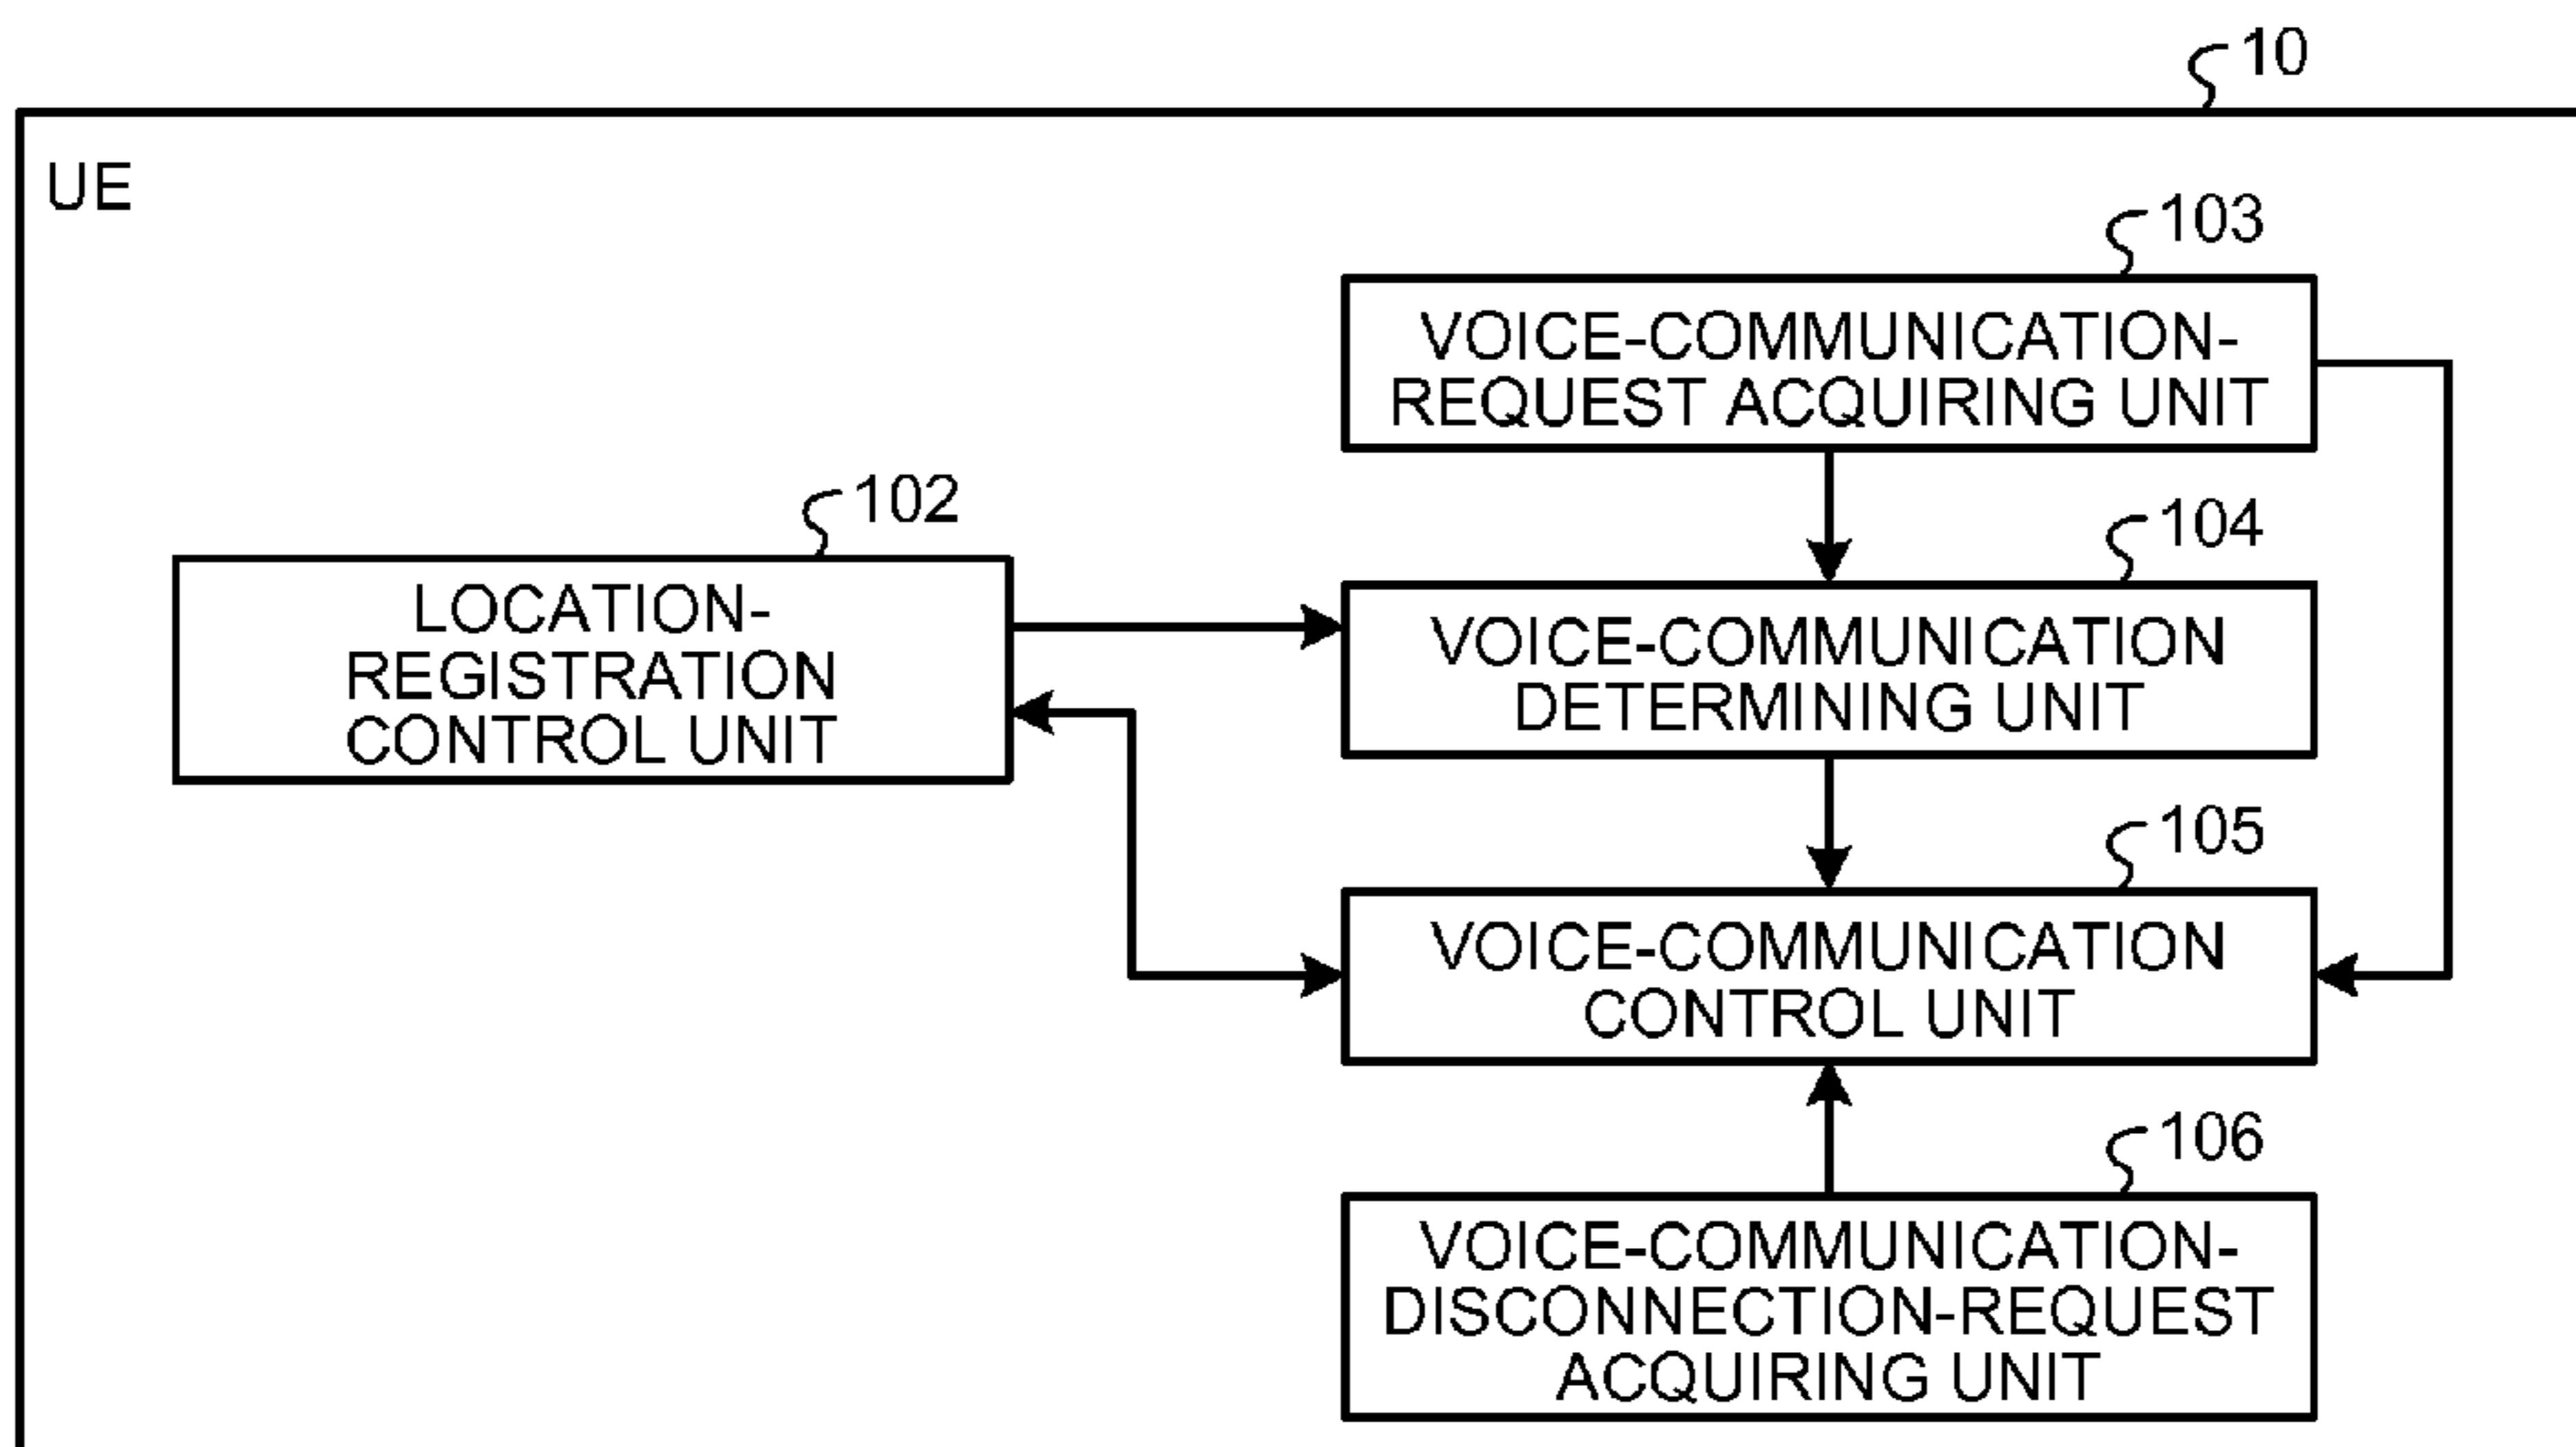 10
UE
103
VOICE-COMMUNICATION-
REQUEST ACQUIRING UNIT
102
LOCATION-
REGISTRATION
CONTROL UNIT
104
VOICE-COMMUNICATION
DETERMINING UNIT
105
VOICE-COMMUNICATION
CONTROL UNIT
106
VOICE-COMMUNICATION-
DISCONNECTION-REQUEST
ACQUIRING UNIT